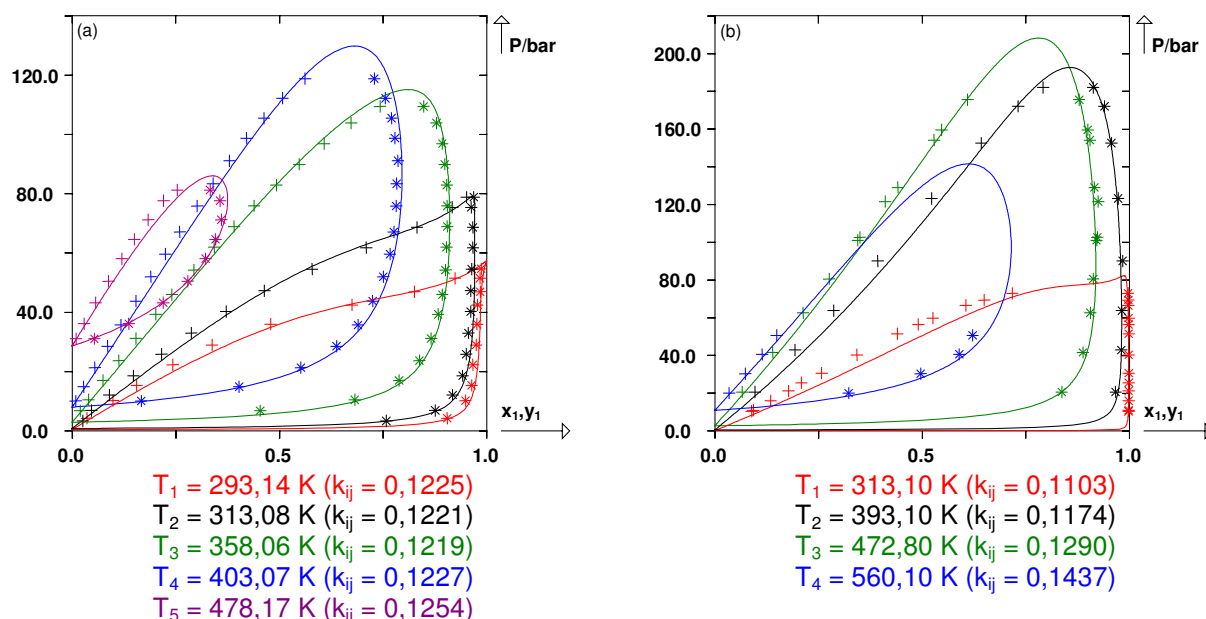 (a)
P/bar
120.0
80.0
40.0
0.0
x1,y1
0.0 0.5 1.0
T1 = 293,14 K (kij = 0,1225)
T2 = 313,08 K (kij = 0,1221)
T3 = 358,06 K (kij = 0,1219)
T4 = 403,07 K (kij = 0,1227)
T5 = 478,17 K (kij = 0,1254)
(b)
P/bar
200.0
160.0
120.0
80.0
40.0
0.0
x1,y1
0.0 0.5 1.0
T1 = 313,10 K (kij = 0,1103)
T2 = 393,10 K (kij = 0,1174)
T3 = 472,80 K (kij = 0,1290)
T4 = 560,10 K (kij = 0,1437)